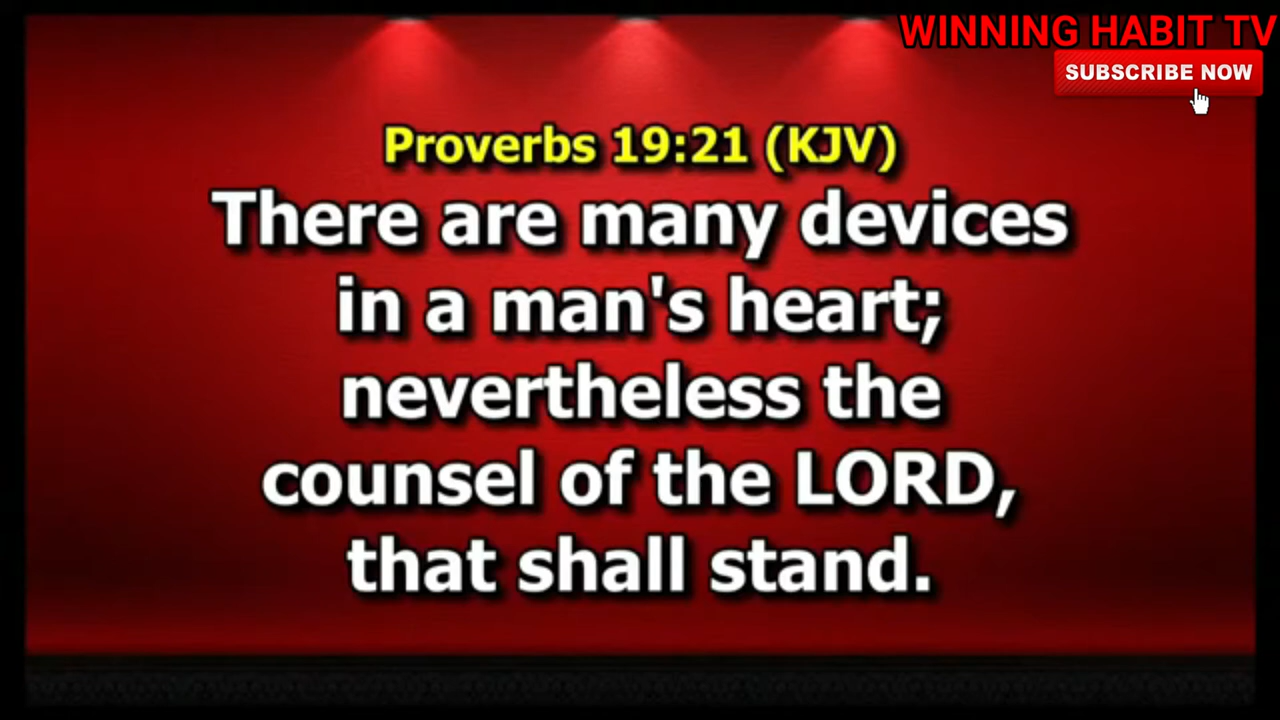 WINNING HABIT TV
SUBSCRIBE NOW
Proverbs 19:21 (KJV)
There are many devices
in a man's heart;
nevertheless the
counsel of the LORD,
that shall stand.